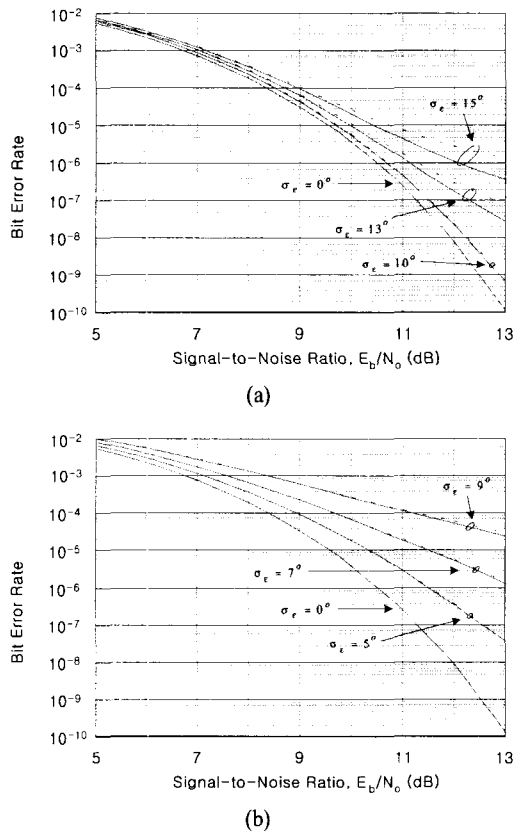 10⁻²
10⁻³
10⁻⁴
10⁻⁵
10⁻⁶
10⁻⁷
10⁻⁸
10⁻⁹
10⁻¹⁰
Bit Error Rate
σε = 15°
σε = 0°
σε = 13°
σε = 10°
5 7 9 11 13
Signal-to-Noise Ratio, Eb/No (dB)
(a)
10⁻²
10⁻³
10⁻⁴
10⁻⁵
10⁻⁶
10⁻⁷
10⁻⁸
10⁻⁹
10⁻¹⁰
Bit Error Rate
σε = 9°
σε = 7°
σε = 0°
σε = 5°
5 7 9 11 13
Signal-to-Noise Ratio, Eb/No (dB)
(b)